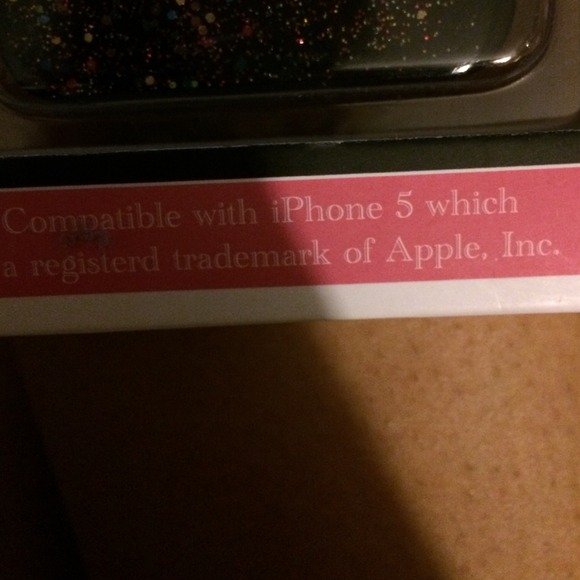 Compatible with iPhone 5 which
a registerd trademark of Apple, Inc.